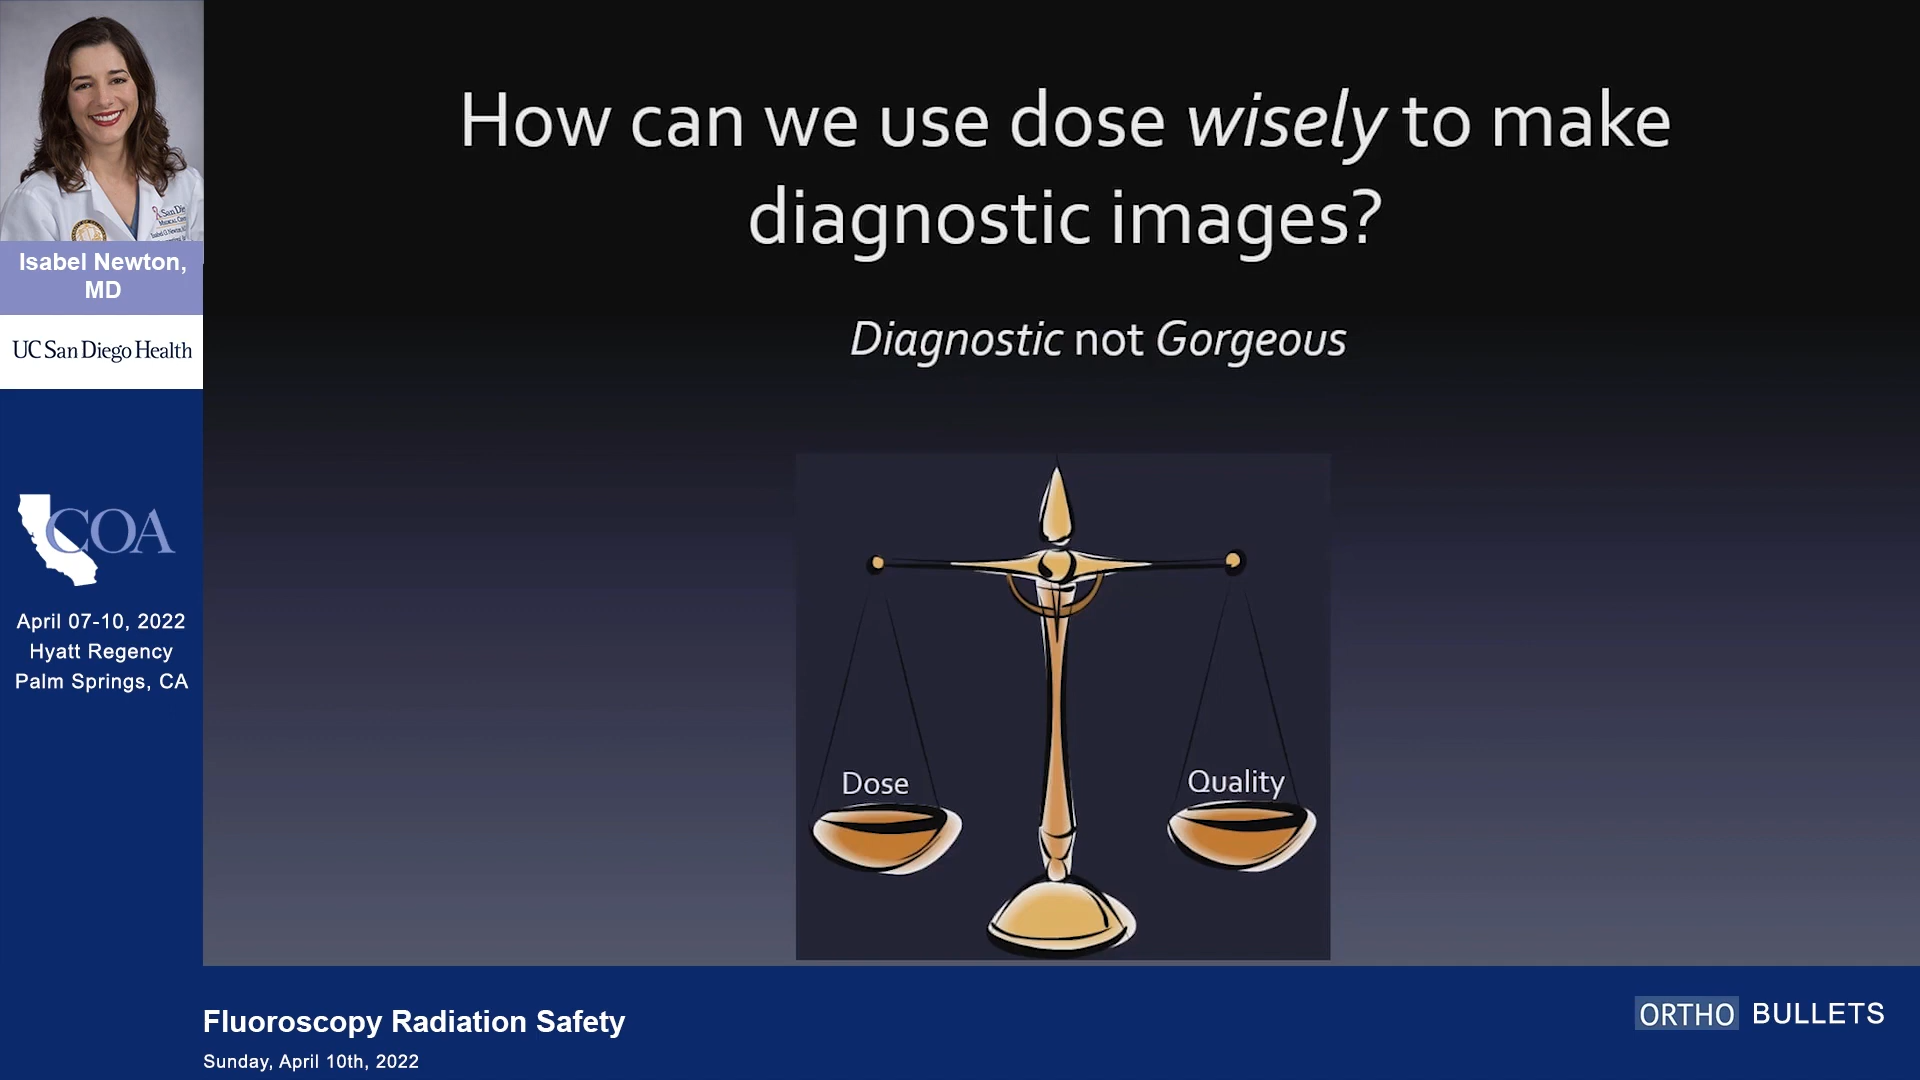 How can we use dose wisely to make
diagnostic images?
Diagnostic not Gorgeous
Dose
Quality
Isabel Newton,
MD
UC San Diego Health
COA
April 07-10, 2022
Hyatt Regency
Palm Springs, CA
Fluoroscopy Radiation Safety
Sunday, April 10th, 2022
ORTHO BULLETS